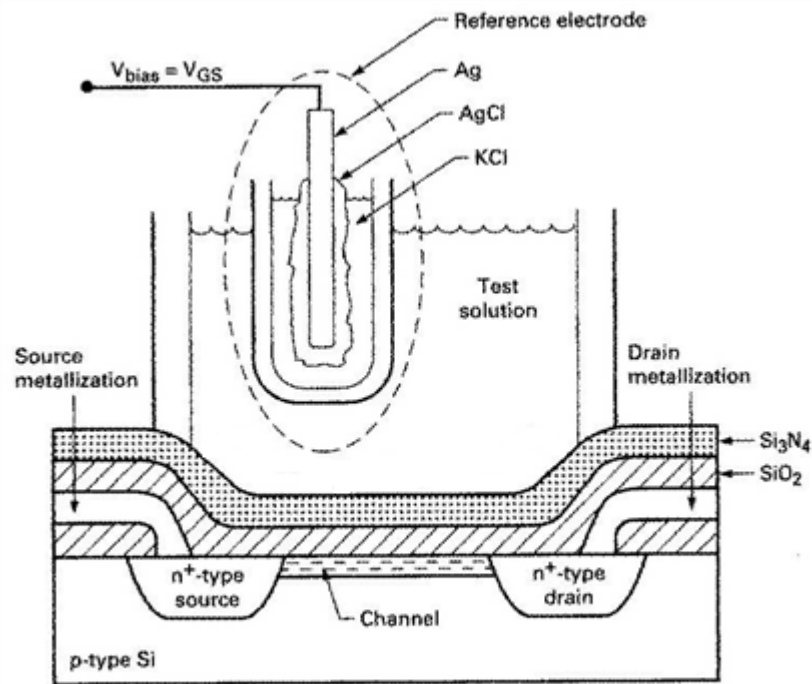 Reference electrode
V_bias = V_GS
Ag
AgCl
KCl
Test
solution
Source
metallization
Drain
metallization
Si₃N₄
SiO₂
n⁺-type
source
n⁺-type
drain
Channel
p-type Si